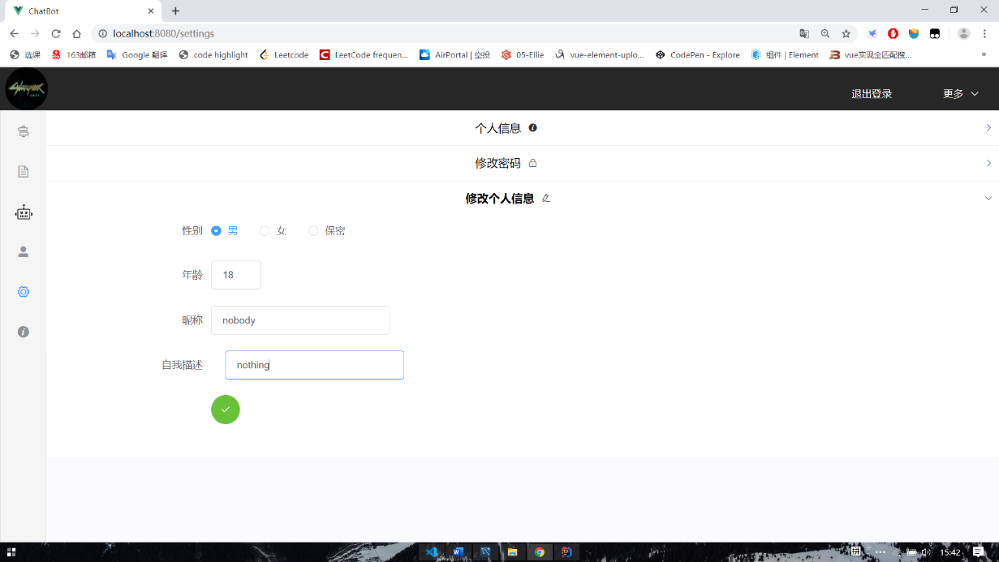 ChatBot
localhost:8080/settings
选课 163邮箱 Google 翻译 code highlight Leetcode LeetCode frequen... AirPortal | 空投 05-Ellie vue-element-uplo... CodePen - Explore 组件 | Element vue实现全匹配搜... »
退出登录 更多
个人信息
修改密码
修改个人信息
性别 男 女 保密
年龄 18
昵称 nobody
自我描述 nothing
15:42